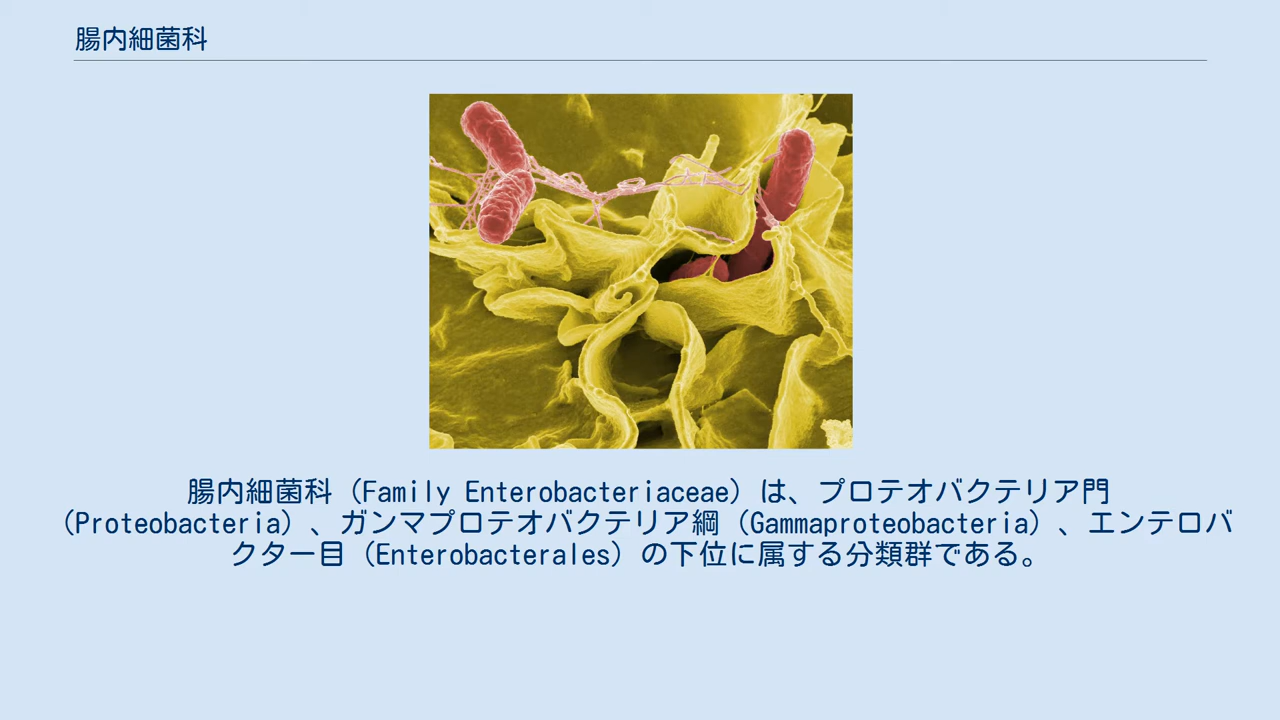 腸内細菌科
腸内細菌科（Family Enterobacteriaceae）は、プロテオバクテリア門
（Proteobacteria）、ガンマプロテオバクテリア綱（Gammaproteobacteria）、エンテロバ
クター目（Enterobacterales）の下位に属する分類群である。